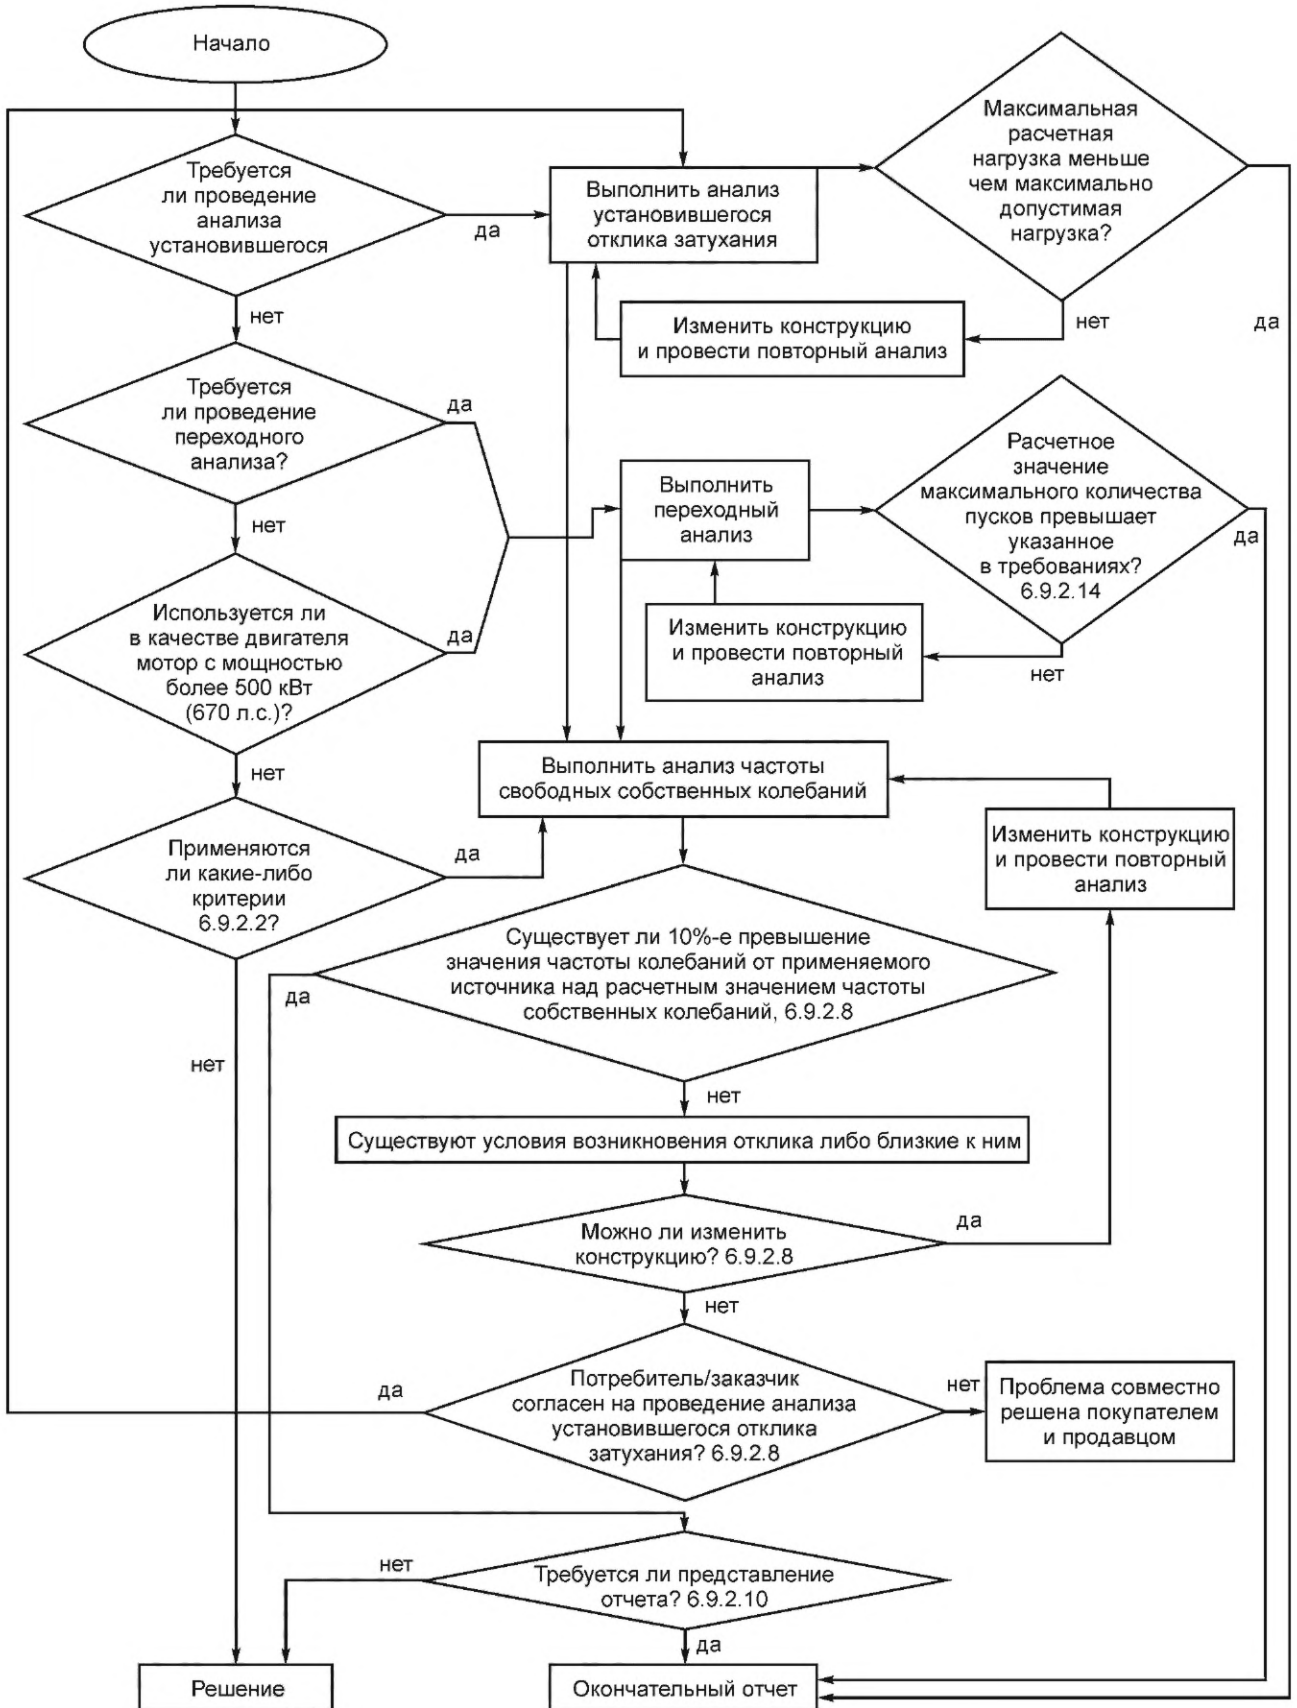 Начало
Требуется
ли проведение
анализа
установившегося
да
Выполнить анализ
установившегося
отклика затухания
Максимальная
расчетная
нагрузка меньше
чем максимально
допустимая
нагрузка?
нет
нет
да
Изменить конструкцию
и провести повторный анализ
Требуется
ли проведение
переходного
анализа?
да
нет
Выполнить
переходный
анализ
Расчетное
значение
максимального количества
пусков превышает
указанное
в требованиях?
6.9.2.14
да
нет
Используется ли
в качестве двигателя
мотор с мощностью
более 500 кВт
(670 л.с.)?
да
Изменить конструкцию
и провести повторный
анализ
нет
Выполнить анализ частоты
свободных собственных колебаний
Применяются
ли какие-либо
критерии
6.9.2.2?
да
Изменить конструкцию
и провести повторный
анализ
Существует ли 10%-е превышение
значения частоты колебаний от применяемого
источника над расчетным значением частоты
собственных колебаний, 6.9.2.8
да
нет
нет
Существуют условия возникновения отклика либо близкие к ним
Можно ли изменить
конструкцию? 6.9.2.8
да
нет
Потребитель/заказчик
согласен на проведение анализа
установившегося отклика
затухания? 6.9.2.8
да
нет
Проблема совместно
решена покупателем
и продавцом
Требуется ли представление
отчета? 6.9.2.10
нет
да
Решение
Окончательный отчет